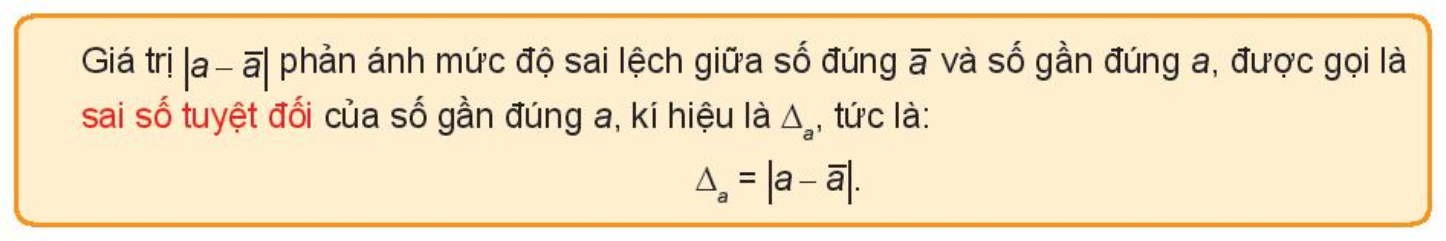 Giá trị |a – a̅| phản ánh mức độ sai lệch giữa số đúng a̅ và số gần đúng a, được gọi là
sai số tuyệt đối của số gần đúng a, kí hiệu là Δₐ, tức là:
Δₐ = |a – a̅|.